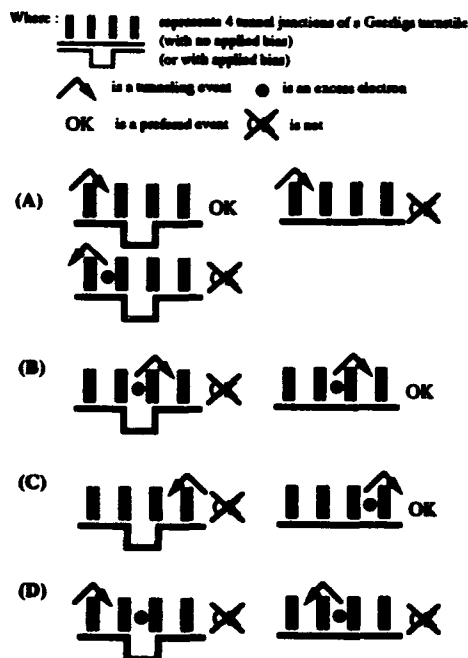 Where : represents 4 tunnel junctions of a Geerligs turnstile
(with no applied bias)
(or with applied bias)
is a tunneling event is an excess electron
OK is a prefered event is not
(A) OK
(B) OK
(C) OK
(D)